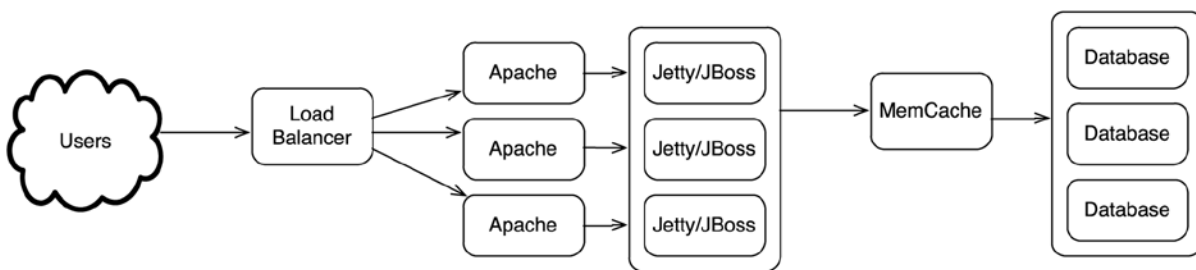 Users
Load
Balancer
Apache
Apache
Apache
Jetty/JBoss
Jetty/JBoss
Jetty/JBoss
MemCache
Database
Database
Database